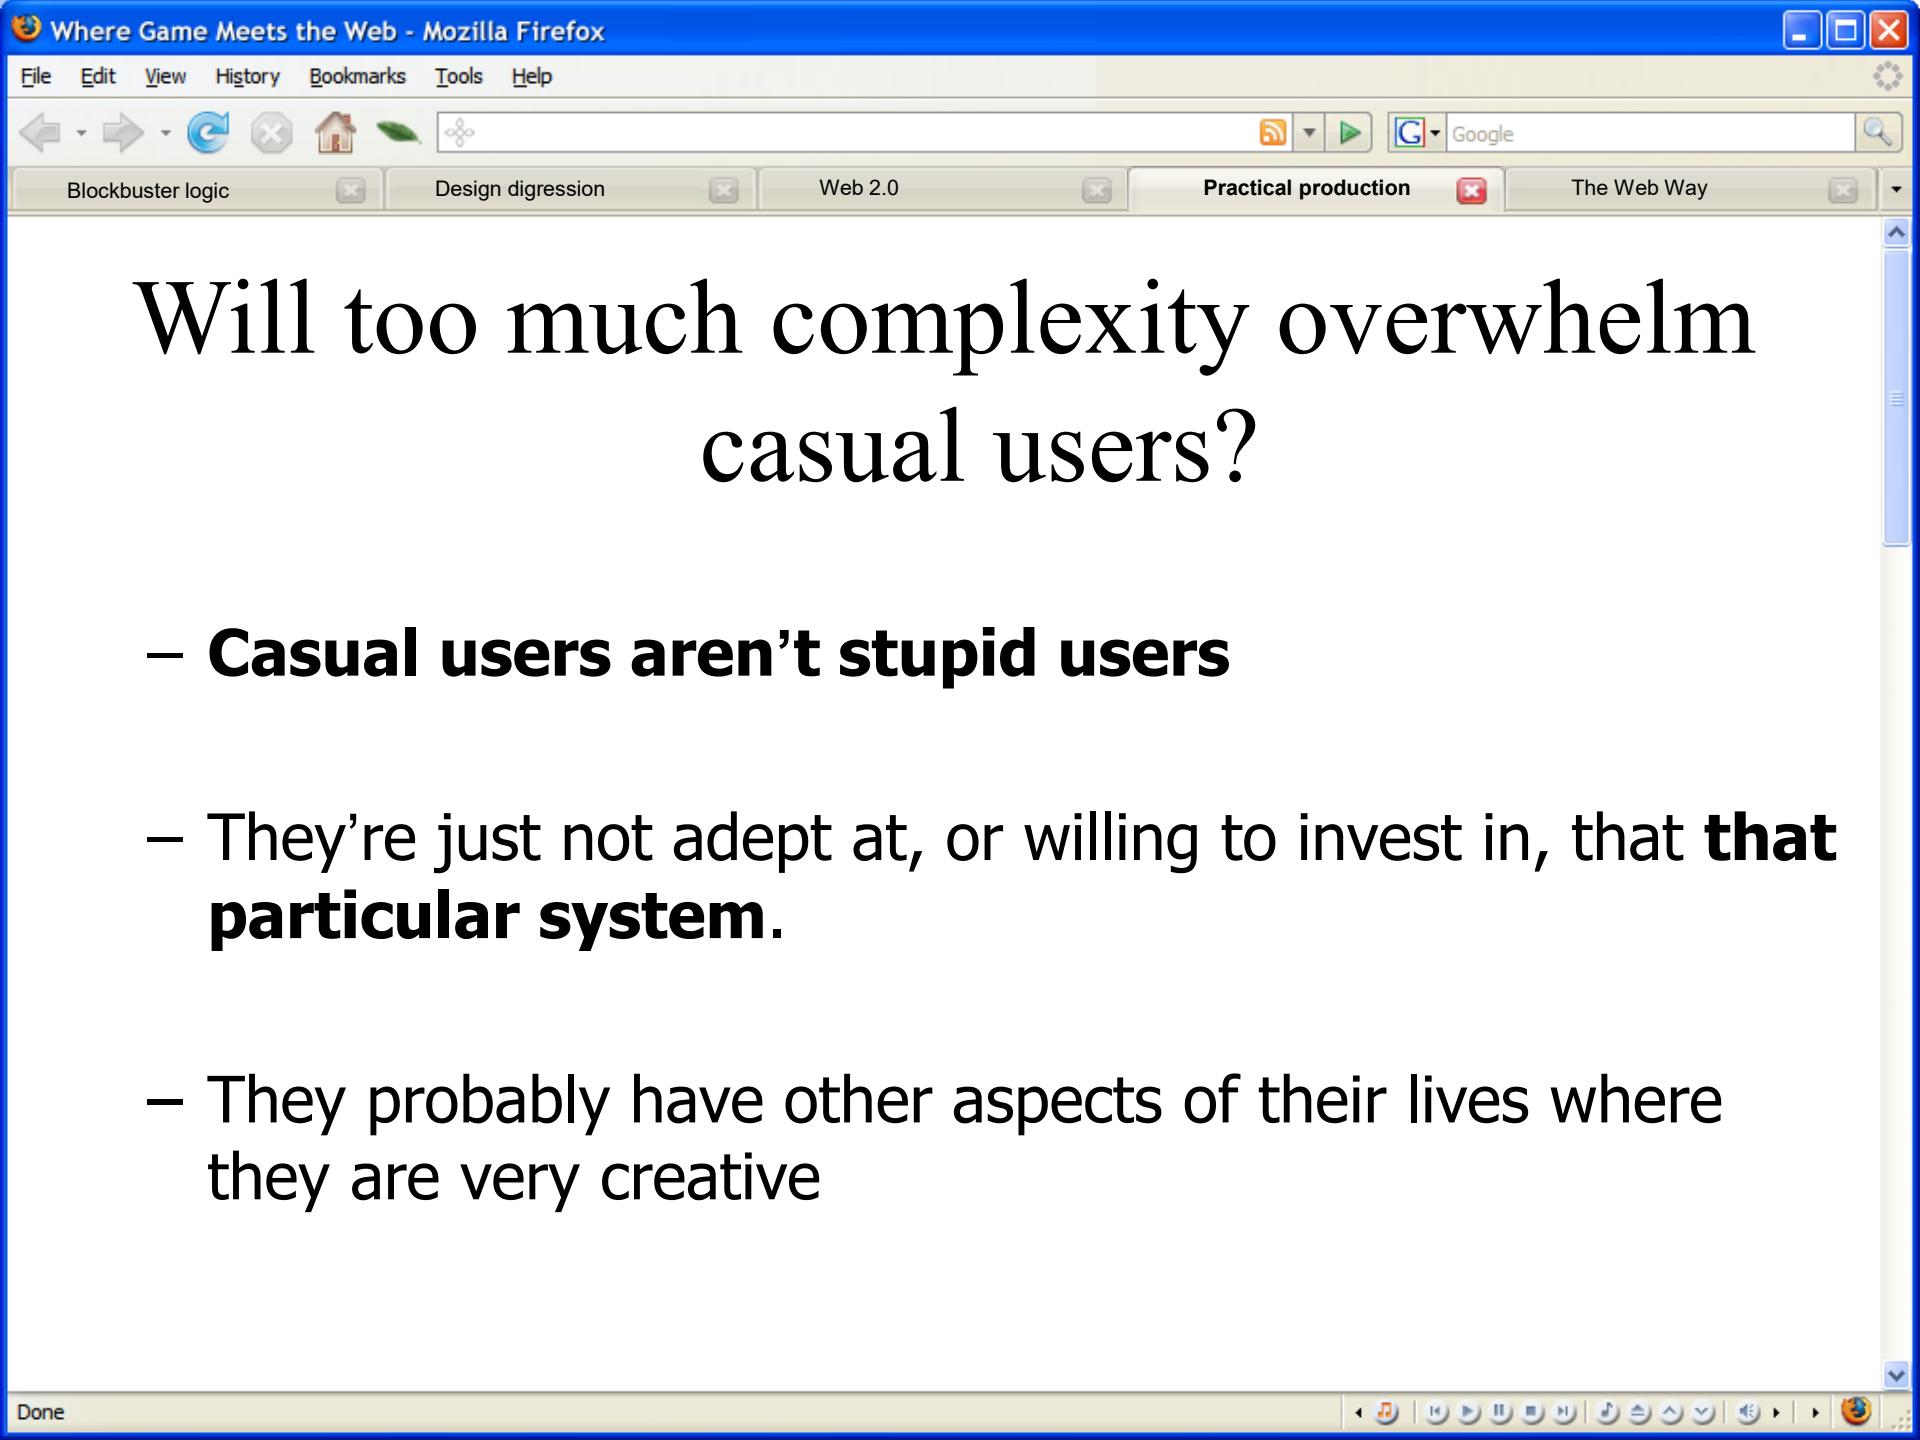 Where Game Meets the Web - Mozilla Firefox
File Edit View History Bookmarks Tools Help
G Google
Blockbuster logic Design digression Web 2.0 Practical production The Web Way
Will too much complexity overwhelm
casual users?
– Casual users aren’t stupid users
– They’re just not adept at, or willing to invest in, that that
particular system.
– They probably have other aspects of their lives where
they are very creative
Done